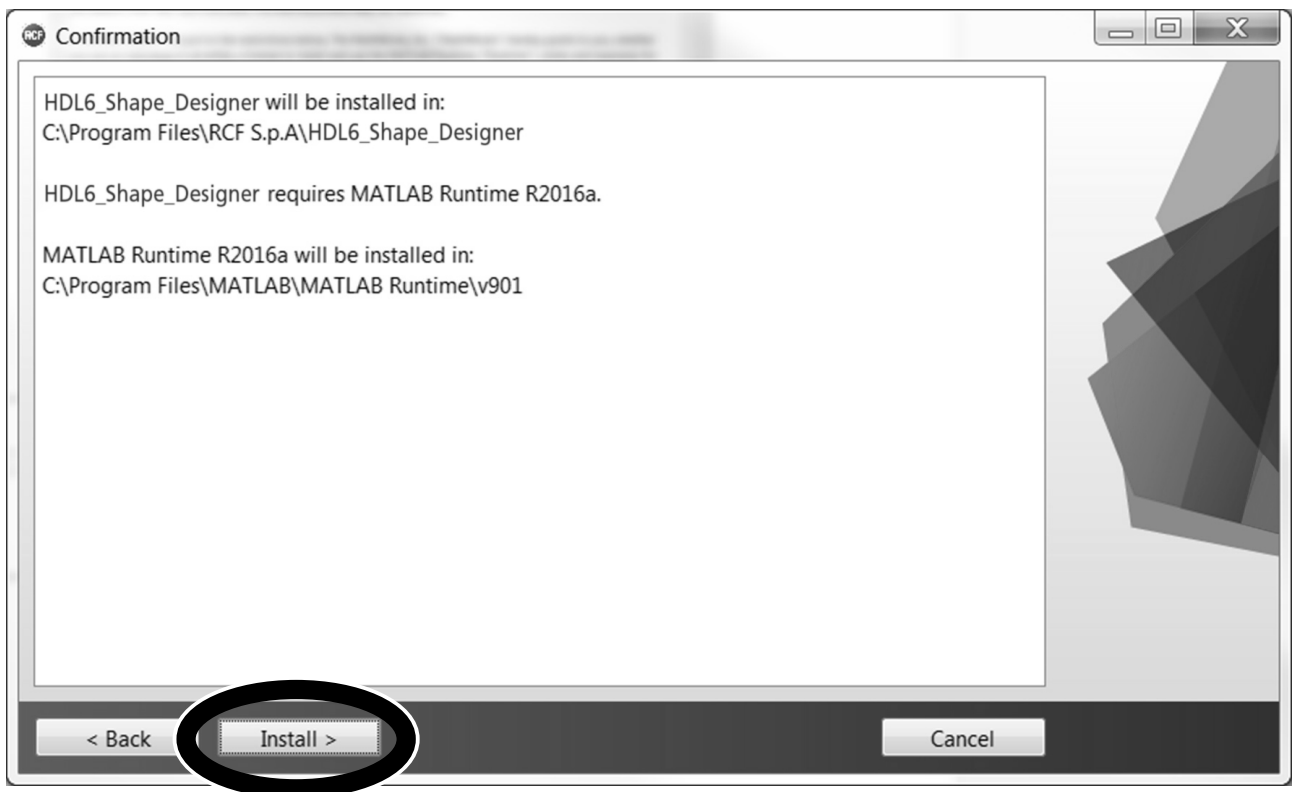 RCF Confirmation
HDL6_Shape_Designer will be installed in:
C:\Program Files\RCF S.p.A\HDL6_Shape_Designer
HDL6_Shape_Designer requires MATLAB Runtime R2016a.
MATLAB Runtime R2016a will be installed in:
C:\Program Files\MATLAB\MATLAB Runtime\v901
< Back Install > Cancel